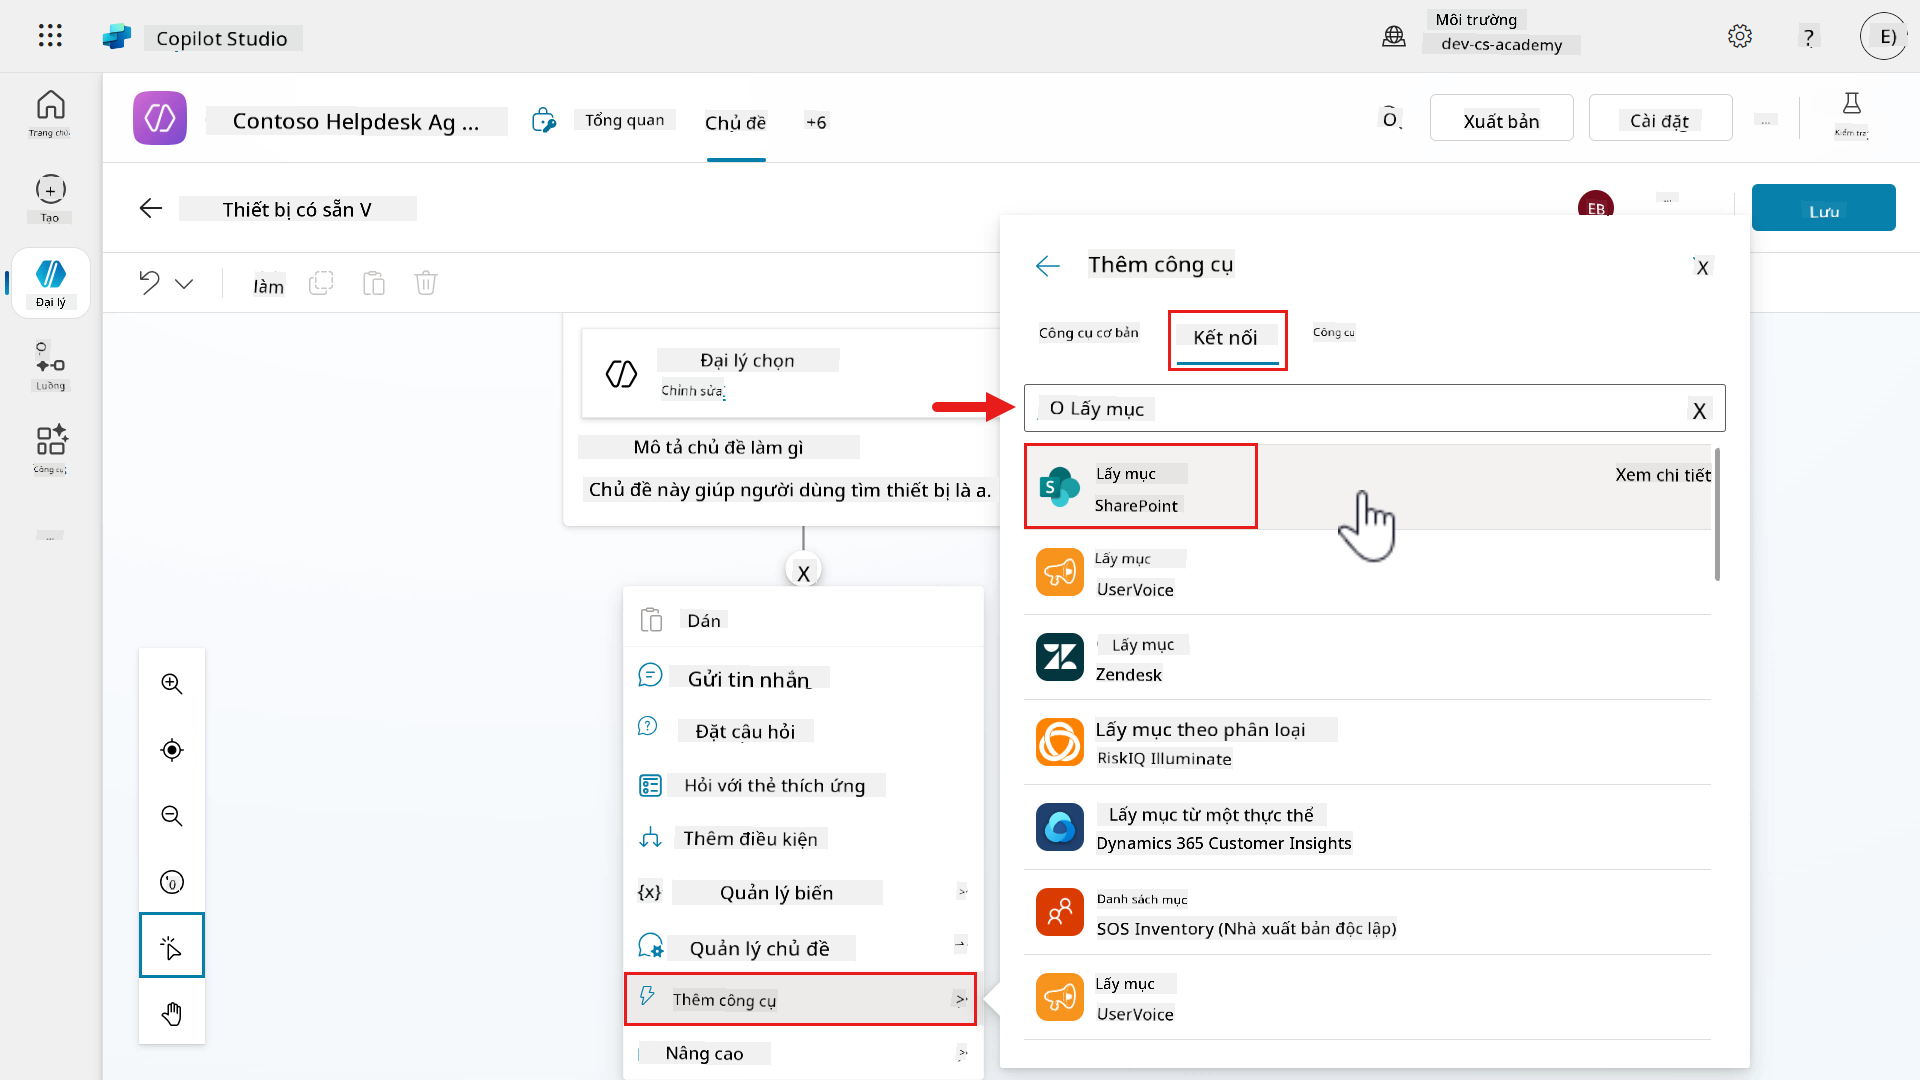 Copilot Studio
Môi trường
dev-cs-academy
?
E)
Trang chủ
Contoso Helpdesk Ag ...
Tổng quan
Chủ đề
+6
Xuất bản
Cài đặt
...
Kiểm tra
Tạo
Thiết bị có sẵn V
EB
...
Lưu
Đại lý
làm
Luồng
Công cụ
...
Đại lý chọn
Chỉnh sửa
Mô tả chủ đề làm gì
Chủ đề này giúp người dùng tìm thiết bị là a.
X
Dán
Gửi tin nhắn
Đặt câu hỏi
Hỏi với thẻ thích ứng
Thêm điều kiện
{x} Quản lý biến >
Quản lý chủ đề
Thêm công cụ >
Nâng cao >
Thêm công cụ
X
Công cụ cơ bản
Kết nối
Công cụ
O Lấy mục
X
Lấy mục
SharePoint
Xem chi tiết
Lấy mục
UserVoice
Lấy mục
Zendesk
Lấy mục theo phân loại
RiskIQ Illuminate
Lấy mục từ một thực thể
Dynamics 365 Customer Insights
Danh sách mục
SOS Inventory (Nhà xuất bản độc lập)
Lấy mục
UserVoice